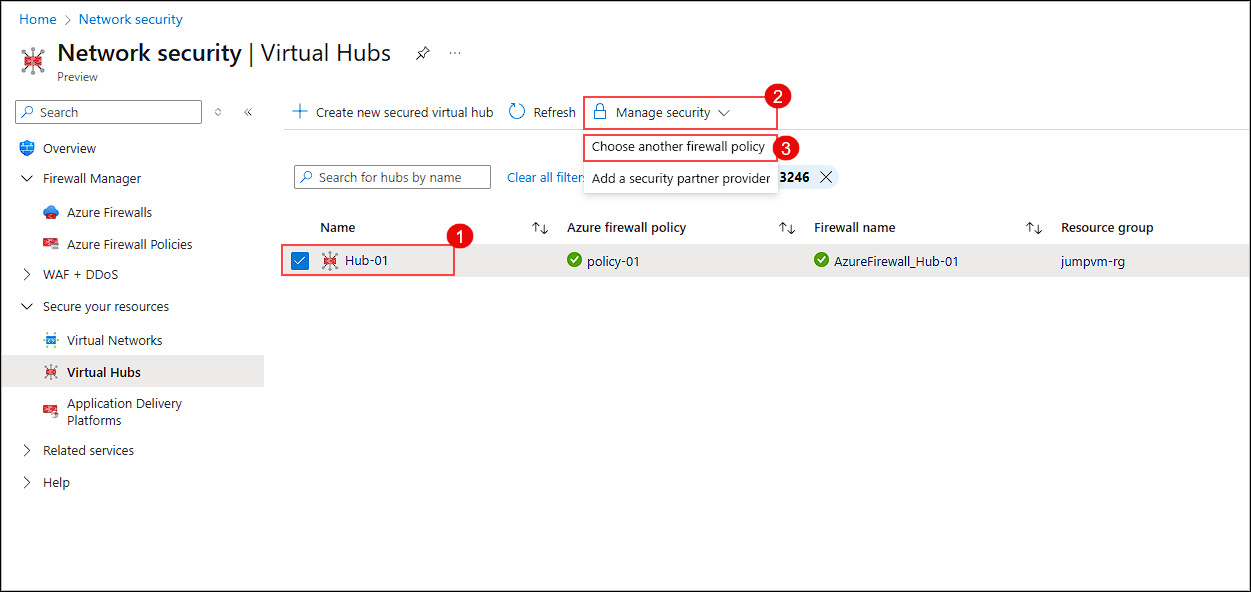 Home > Network security
Network security | Virtual Hubs
Preview
Search
Create new secured virtual hub
Refresh
Manage security
2
Choose another firewall policy
3
Add a security partner provider
Search for hubs by name
Clear all filters
3246
Overview
Firewall Manager
Azure Firewalls
Azure Firewall Policies
WAF + DDoS
Secure your resources
Virtual Networks
Virtual Hubs
Application Delivery
Platforms
Related services
Help
Name
Azure firewall policy
Firewall name
Resource group
1
Hub-01
policy-01
AzureFirewall_Hub-01
jumpvm-rg